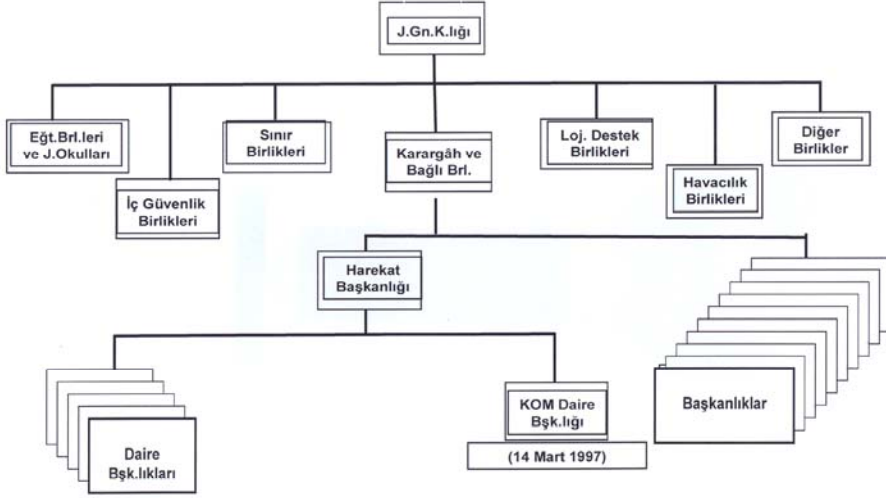 J.Gn.K.lığı
Eğt.Brl.leri
ve J.Okulları
İç Güvenlik
Birlikleri
Sınır
Birlikleri
Karargâh ve
Bağlı Brl.
Loj. Destek
Birlikleri
Havacılık
Birlikleri
Diğer
Birlikler
Harekat
Başkanlığı
Daire
Bşk.lıkları
KOM Daire
Bşk.lığı
(14 Mart 1997)
Başkanlıklar